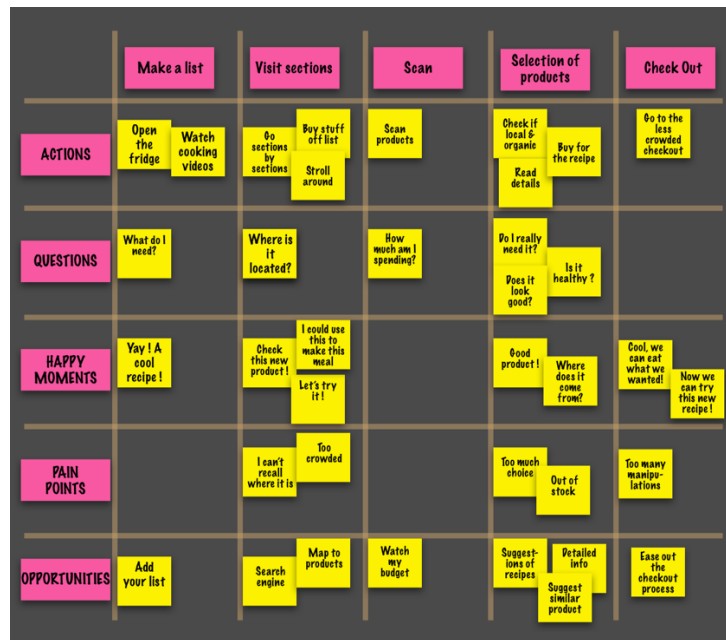 Make a list
Visit sections
Scan
Selection of
products
Check Out
ACTIONS
Open
the
fridge
Watch
cooking
videos
Go
sections
by
sections
Buy stuff
off list
Stroll
around
Scan
products
Check if
local &
organic
Buy for
the recipe
Read
details
Go to the
less
crowded
checkout
QUESTIONS
What do I
need?
Where is
it
located?
How
much am I
spending?
Do I really
need it?
Is it
healthy ?
Does it
look
good?
HAPPY
MOMENTS
Yay ! A
cool
recipe !
Check
this new
product !
I could use
this to
make this
meal
Let's try
it !
Good
product !
Where
does it
come
from?
Cool, we
can eat
what we
wanted!
Now we
can try
this new
recipe !
PAIN
POINTS
I can't
recall
where it is
Too
crowded
Too much
choice
Out of
stock
Too many
manipu-
lations
OPPORTUNITIES
Add
your list
Search
engine
Map to
products
Watch
my
budget
Suggest-
ions of
recipes
Detailed
info
Suggest
similar
product
Ease out
the
checkout
process